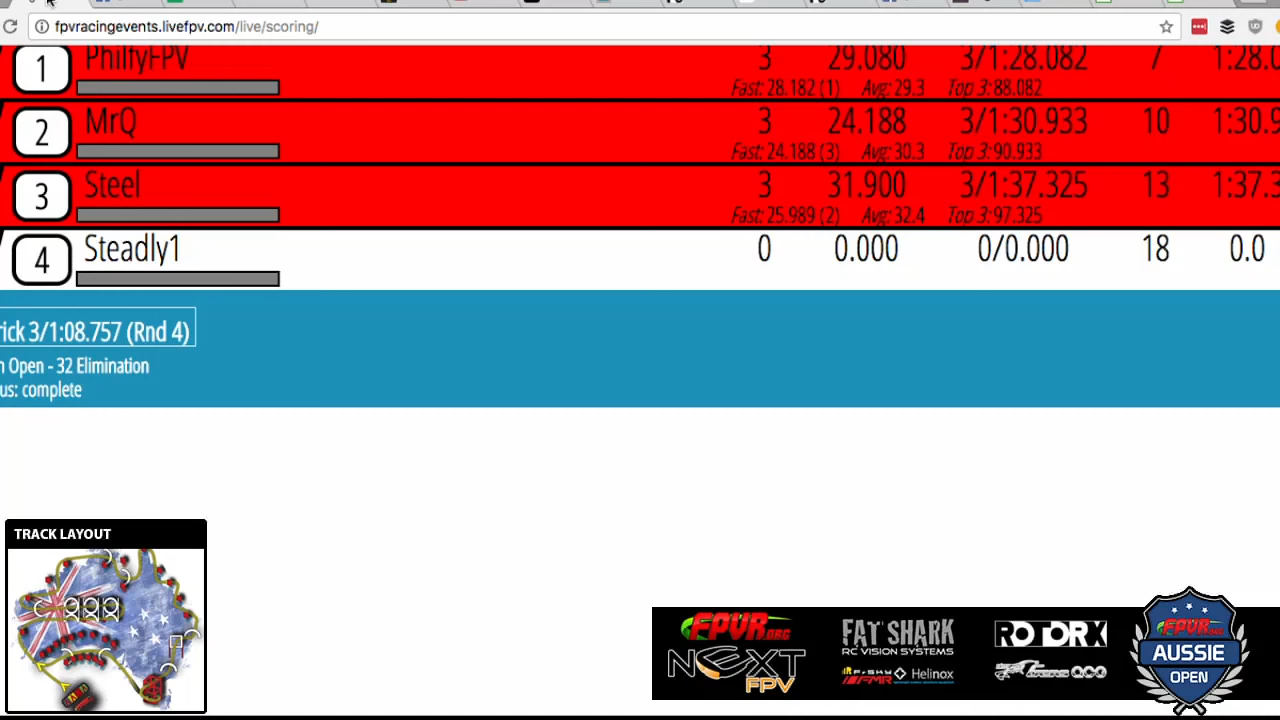 fpvracingevents.livefpv.com/live/scoring/
1 PhillyFPV 3 29.080 3/1:28.082 7 1:28.0
Fast: 28.182 (1) Avg: 29.3 Top 3: 88.082
2 MrQ 3 24.188 3/1:30.933 10 1:30.9
Fast: 24.188 (3) Avg: 30.3 Top 3: 90.933
3 Steel 3 31.900 3/1:37.325 13 1:37.3
Fast: 25.989 (2) Avg: 32.4 Top 3: 97.325
4 Steadly1 0 0.000 0/0.000 18 0.0
rick 3/1:08.757 (Rnd 4)
n Open - 32 Elimination
us: complete
TRACK LAYOUT
FPVR.ORG
NEXT
FPV
FAT SHARK
RC VISION SYSTEMS
FMR Helinox
ROTORX
FPVR.ORG
AUSSIE
OPEN